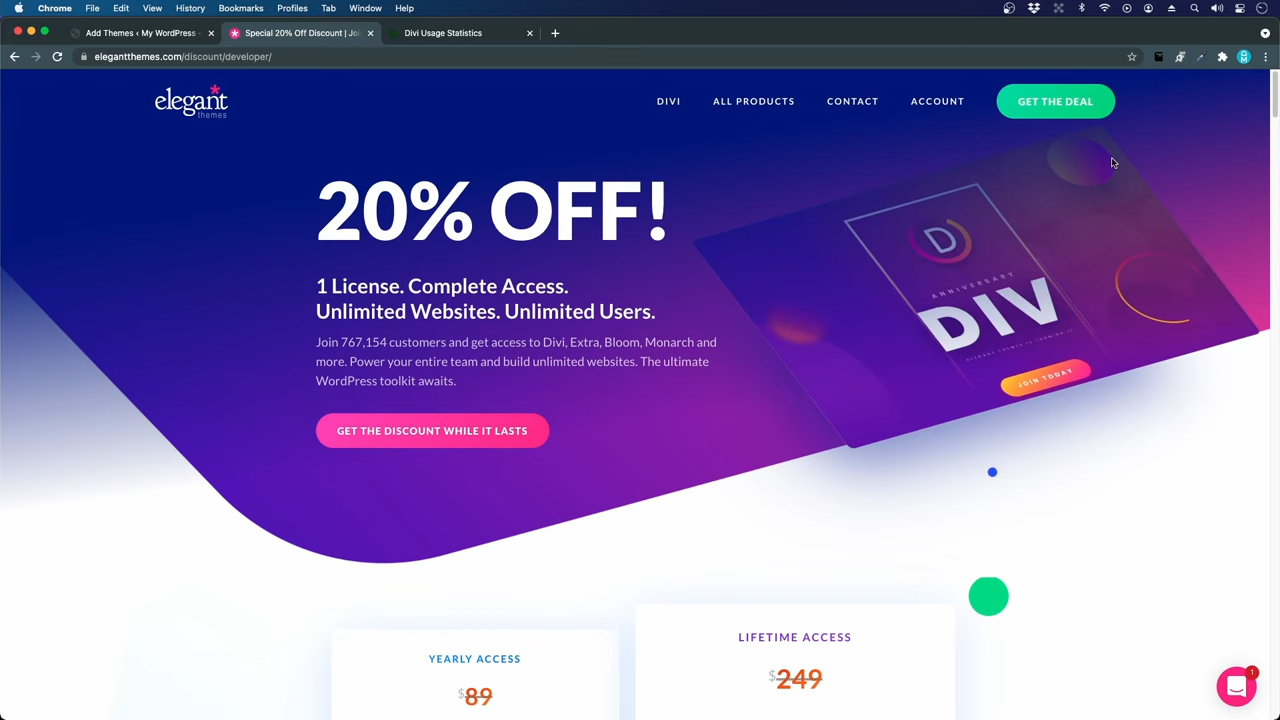 Chrome File Edit View History Bookmarks Profiles Tab Window Help
Add Themes ‹ My WordPress
Special 20% Off Discount | Joi
Divi Usage Statistics
elegantthemes.com/discount/developer/
elegant
themes
DIVI
ALL PRODUCTS
CONTACT
ACCOUNT
GET THE DEAL
20% OFF!
1 License. Complete Access.
Unlimited Websites. Unlimited Users.
Join 767,154 customers and get access to Divi, Extra, Bloom, Monarch and
more. Power your entire team and build unlimited websites. The ultimate
WordPress toolkit awaits.
GET THE DISCOUNT WHILE IT LASTS
D
ANNIVERSARY
DIV
JOIN TODAY
YEARLY ACCESS
$89
LIFETIME ACCESS
$249
1